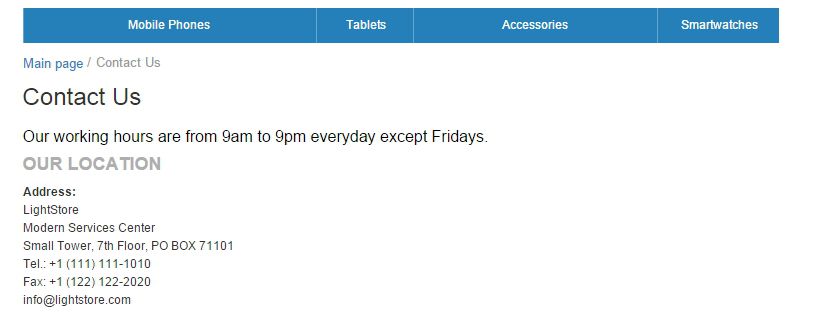 Mobile Phones Tablets Accessories Smartwatches
Main page / Contact Us
Contact Us
Our working hours are from 9am to 9pm everyday except Fridays.
OUR LOCATION
Address:
LightStore
Modern Services Center
Small Tower, 7th Floor, PO BOX 71101
Tel.: +1 (111) 111-1010
Fax: +1 (122) 122-2020
info@lightstore.com